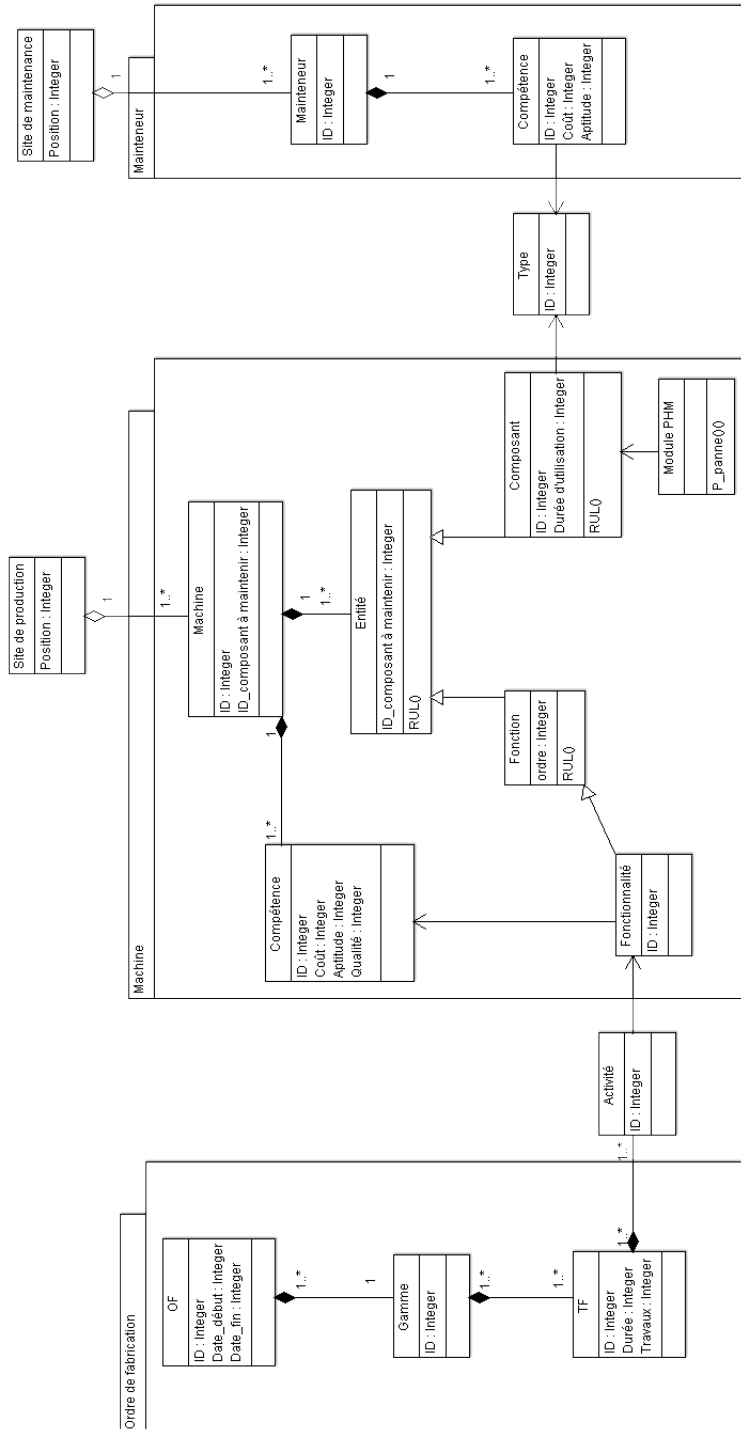 Ordre de fabrication
OF
ID : Integer
Date_début : Integer
Date_fin : Integer
1..*
1
Gamme
ID : Integer
1..*
1..*
TF
ID : Integer
Durée : Integer
Travaux : Integer
1..*
1..*
Activité
ID : Integer
Site de production
Position : Integer
1
1..*
Machine
Machine
ID : Integer
ID_composant à maintenir : Integer
1
1..*
Compétence
ID : Integer
Coût : Integer
Aptitude : Integer
Qualité : Integer
1
1..*
Entité
ID_composant à maintenir : Integer
RUL()
Fonction
ordre : Integer
RUL()
Fonctionnalité
ID : Integer
Composant
ID : Integer
Durée d'utilisation : Integer
RUL()
Module PHM
P_panne()()
Type
ID : Integer
Site de maintenance
Position : Integer
1
1..*
Mainteneur
Mainteneur
ID : Integer
1
1..*
Compétence
ID : Integer
Coût : Integer
Aptitude : Integer